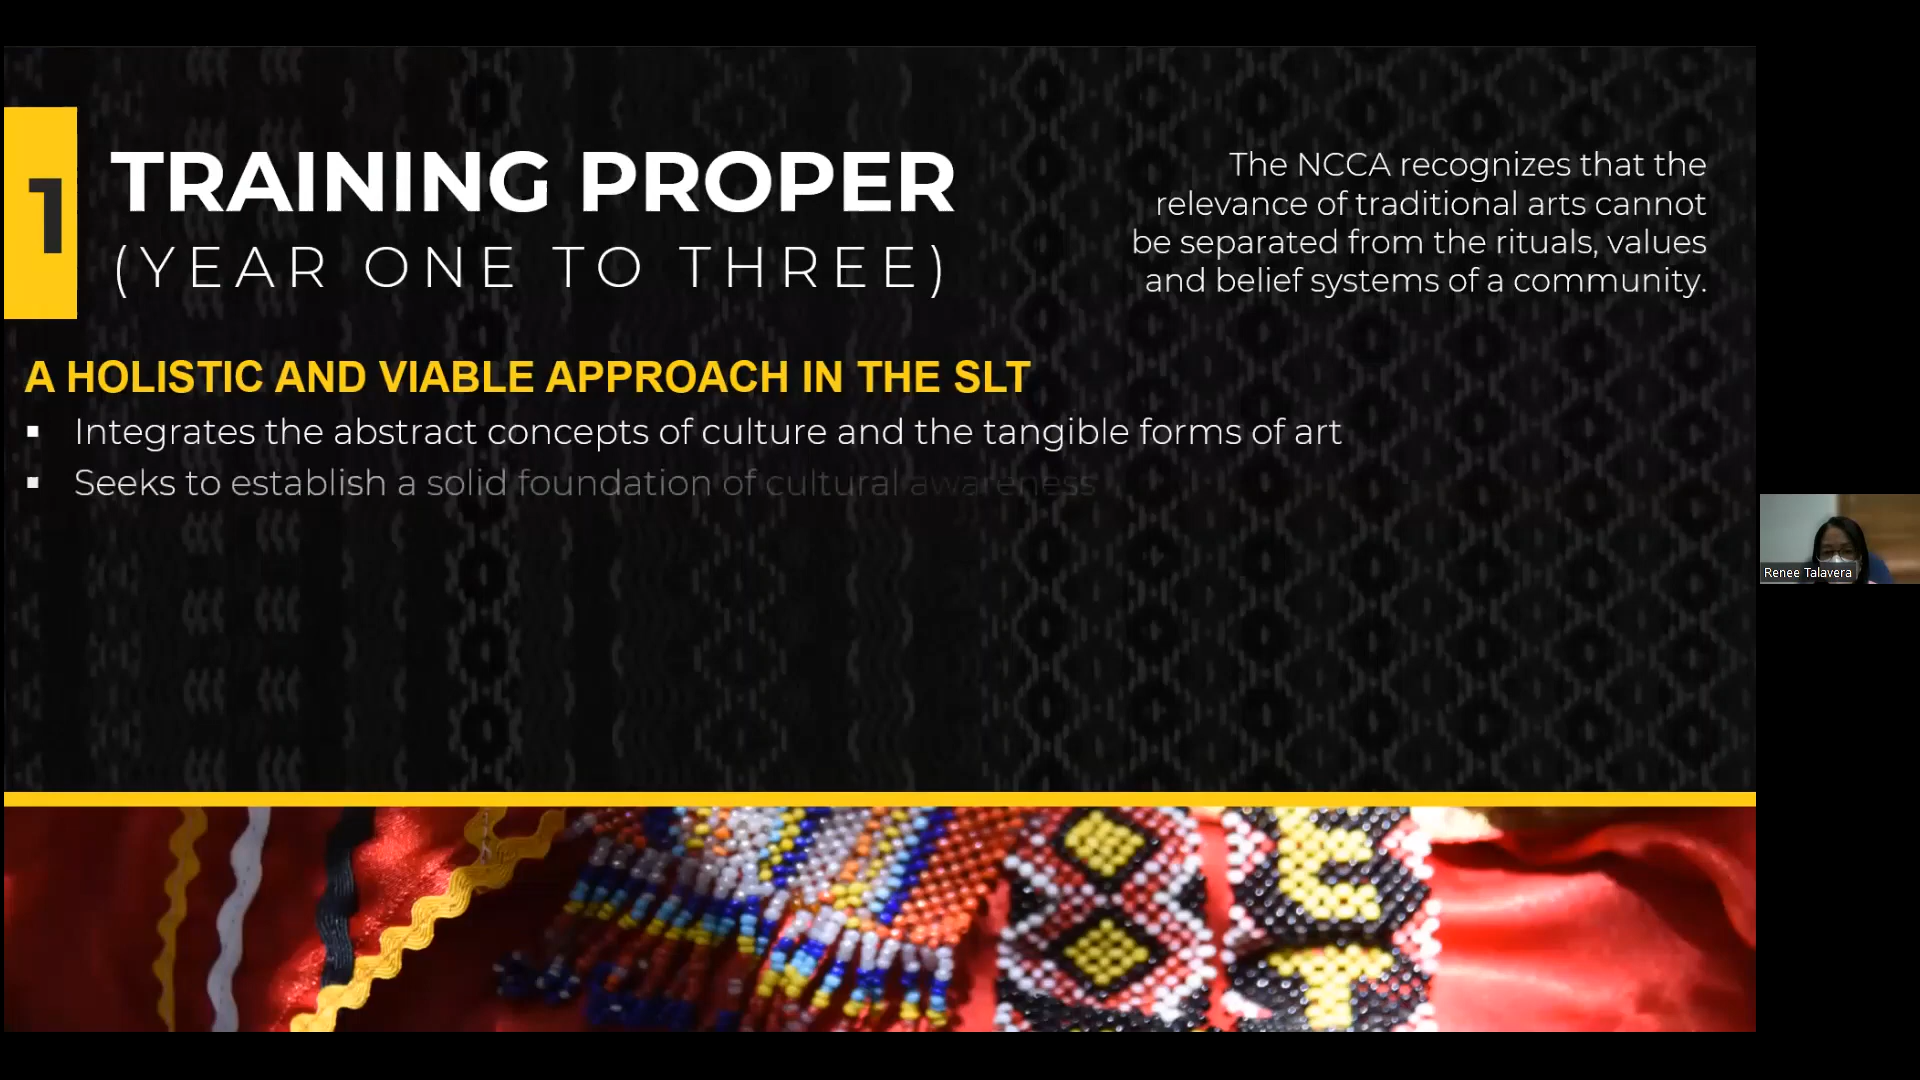 1
TRAINING PROPER
(YEAR ONE TO THREE)
The NCCA recognizes that the
relevance of traditional arts cannot
be separated from the rituals, values
and belief systems of a community.
A HOLISTIC AND VIABLE APPROACH IN THE SLT
▪ Integrates the abstract concepts of culture and the tangible forms of art
▪ Seeks to establish a solid foundation of cultural awareness
Renee Talavera